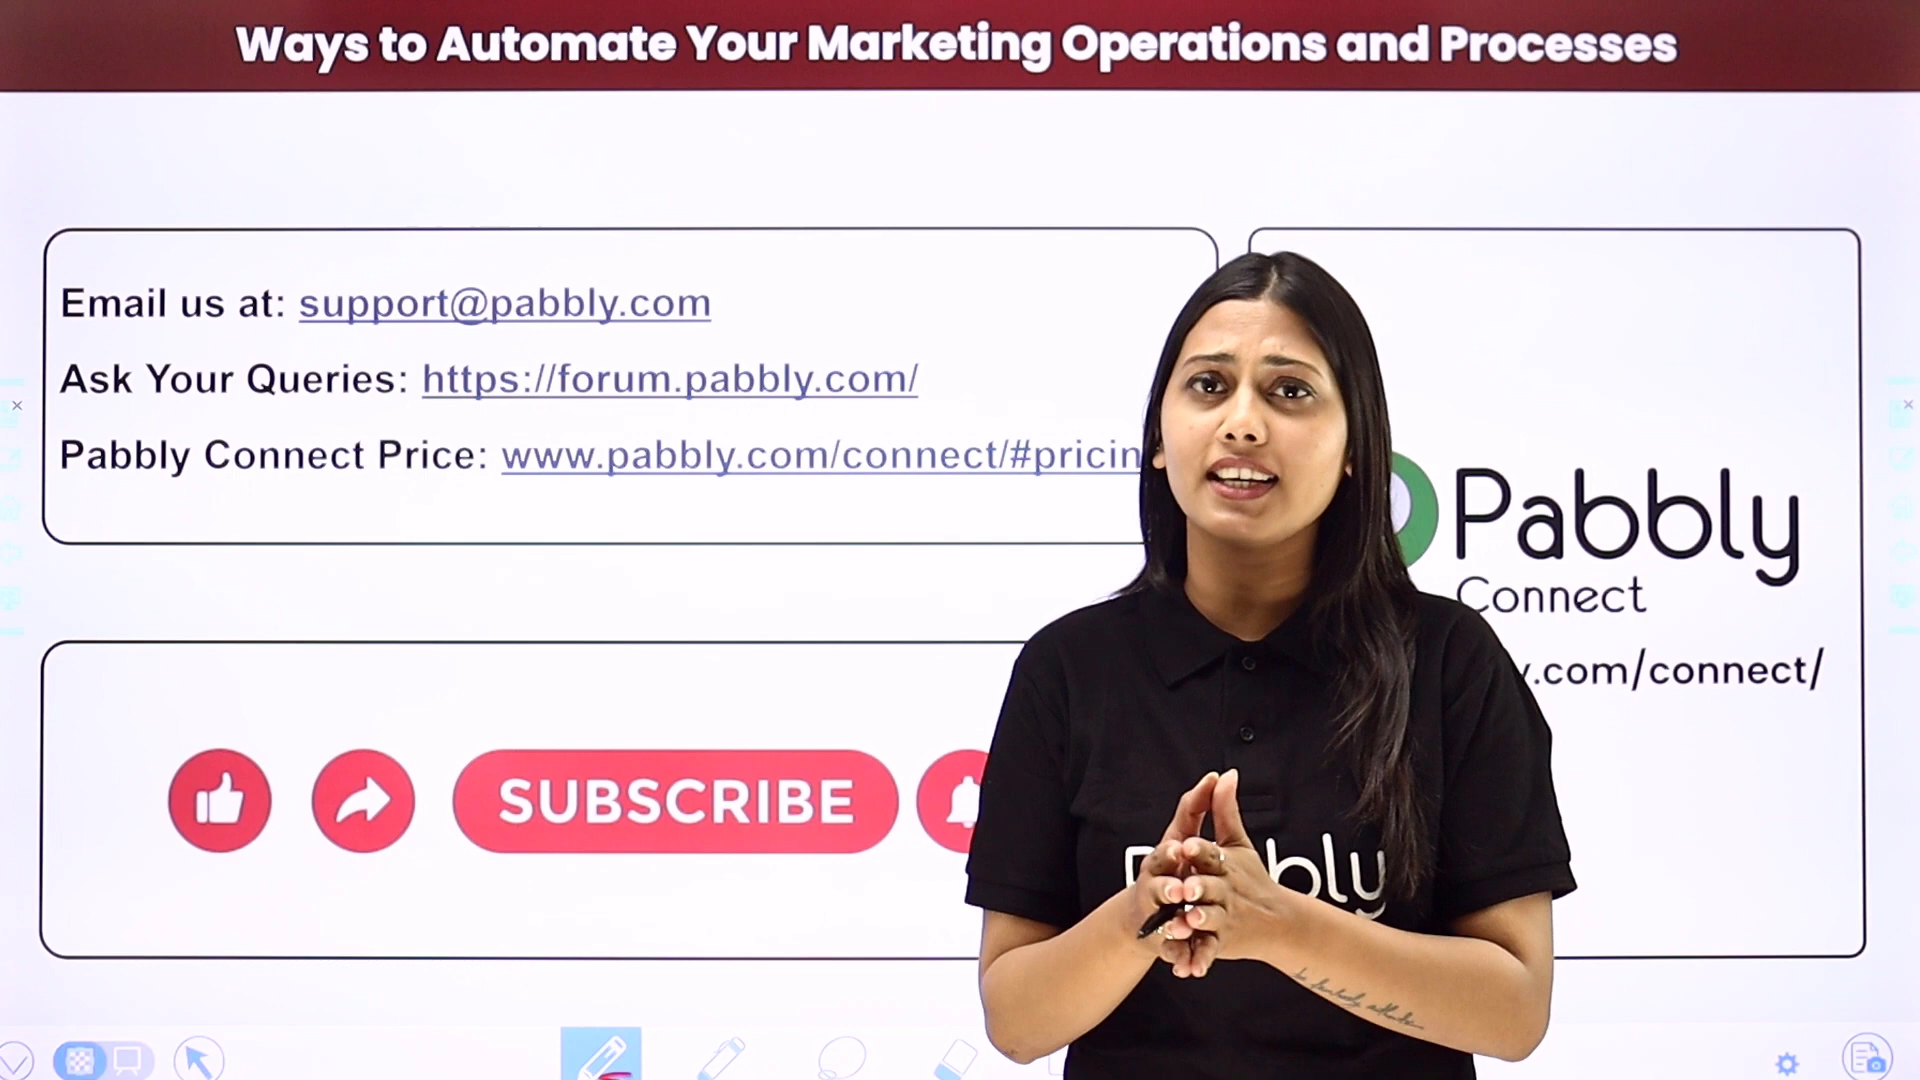 Ways to Automate Your Marketing Operations and Processes
Email us at: support@pabbly.com
Ask Your Queries: https://forum.pabbly.com/
Pabbly Connect Price: www.pabbly.com/connect/#pricin
Pabbly
Connect
y.com/connect/
SUBSCRIBE